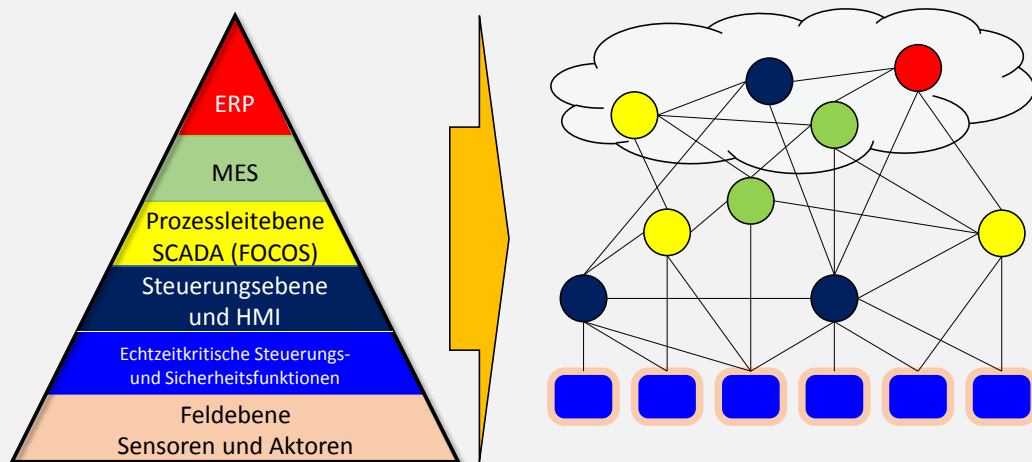 ERP
MES
Prozessleitebene
SCADA (FOCOS)
Steuerungsebene
und HMI
Echtzeitkritische Steuerungs-
und Sicherheitsfunktionen
Feldebene
Sensoren und Aktoren